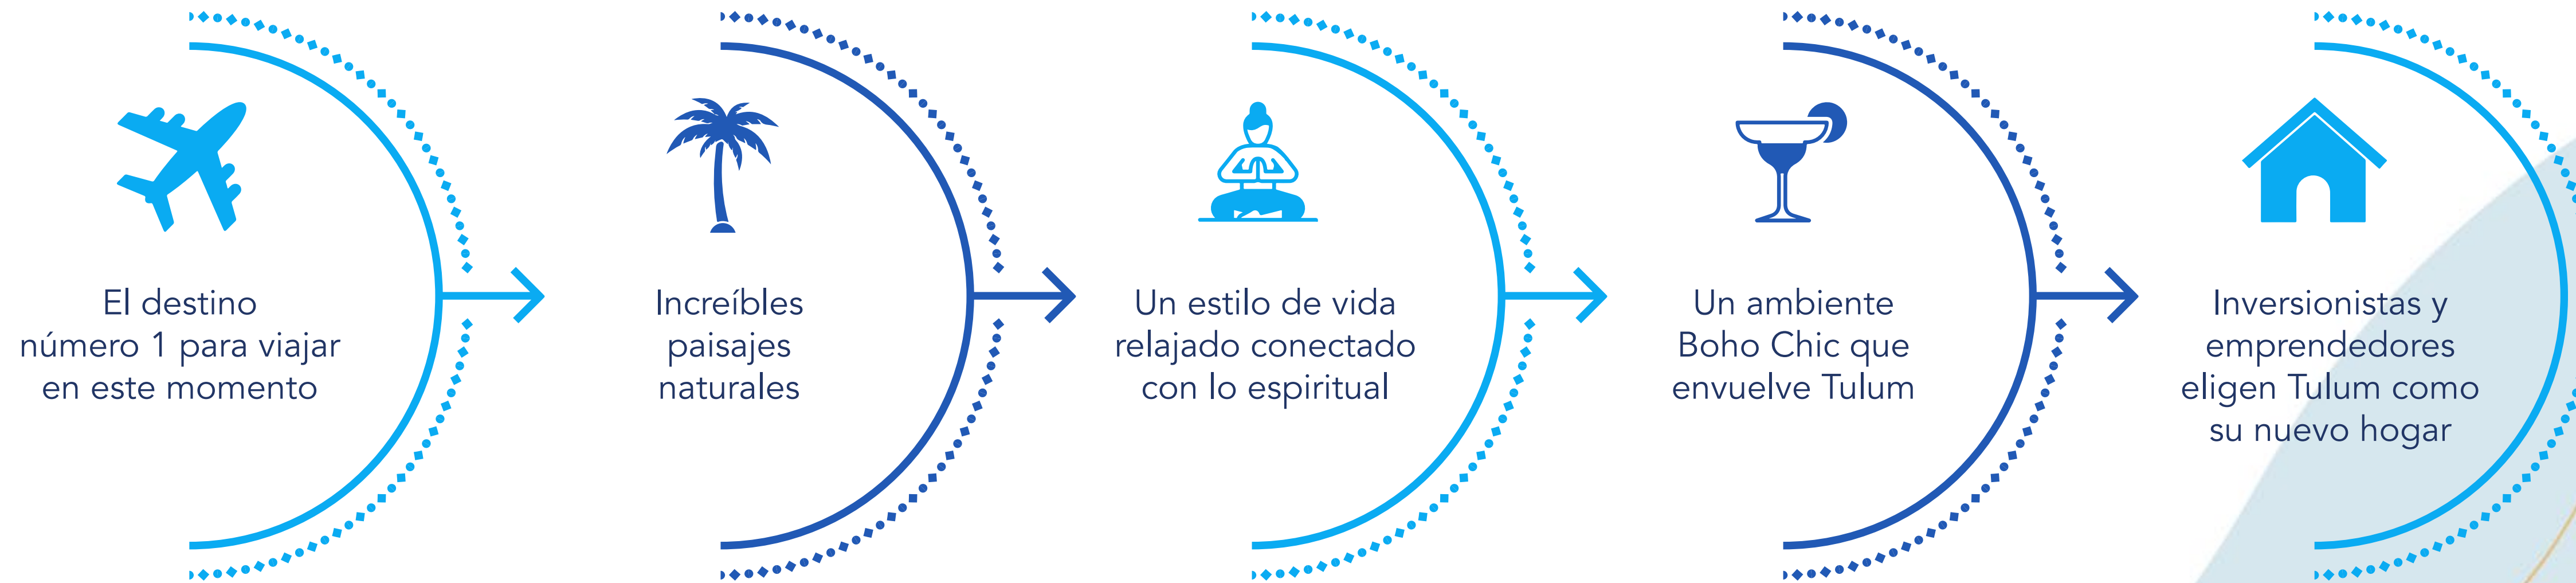 El destino
número 1 para viajar
en este momento
Increíbles
paisajes
naturales
Un estilo de vida
relajado conectado
con lo espiritual
Un ambiente
Boho Chic que
envuelve Tulum
Inversionistas y
emprendedores
eligen Tulum como
su nuevo hogar